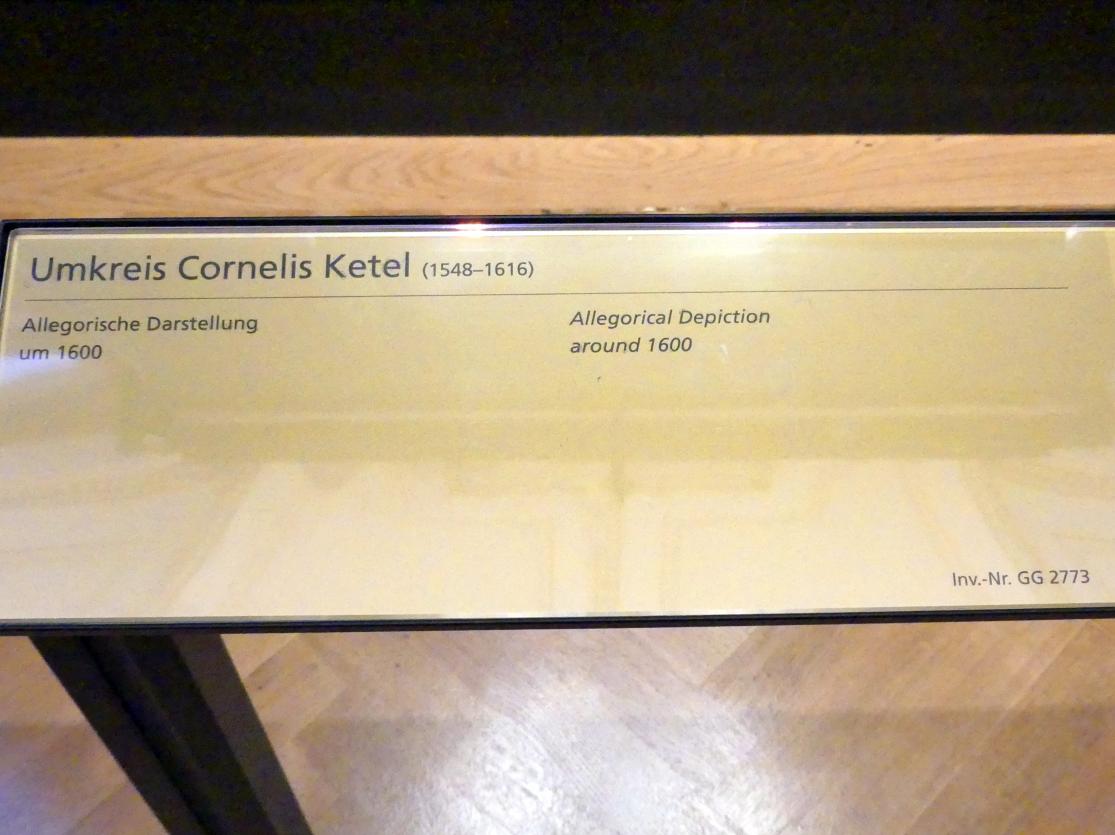 Umkreis Cornelis Ketel (1548–1616)
Allegorische Darstellung
um 1600
Allegorical Depiction
around 1600
Inv.-Nr. GG 2773